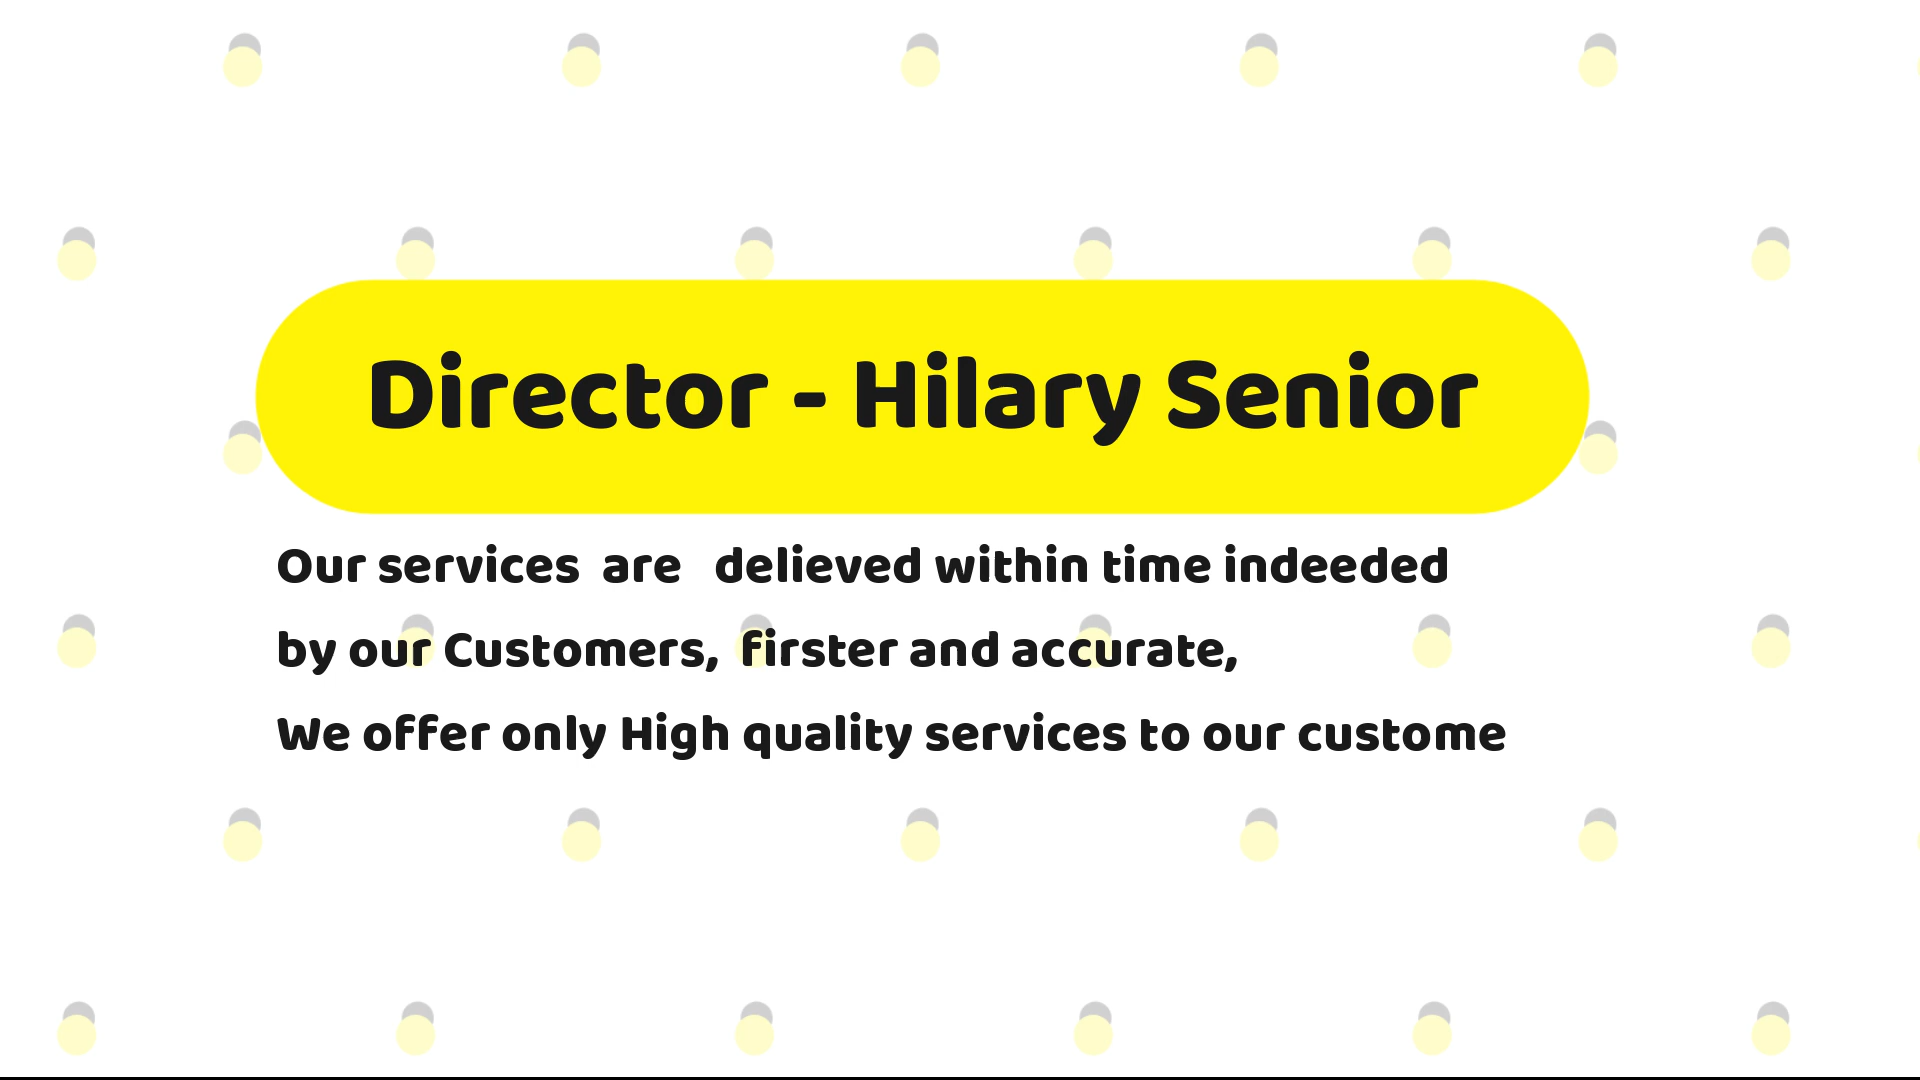 Director - Hilary Senior
Our services are delieved within time indeeded
by our Customers, firster and accurate,
We offer only High quality services to our custome